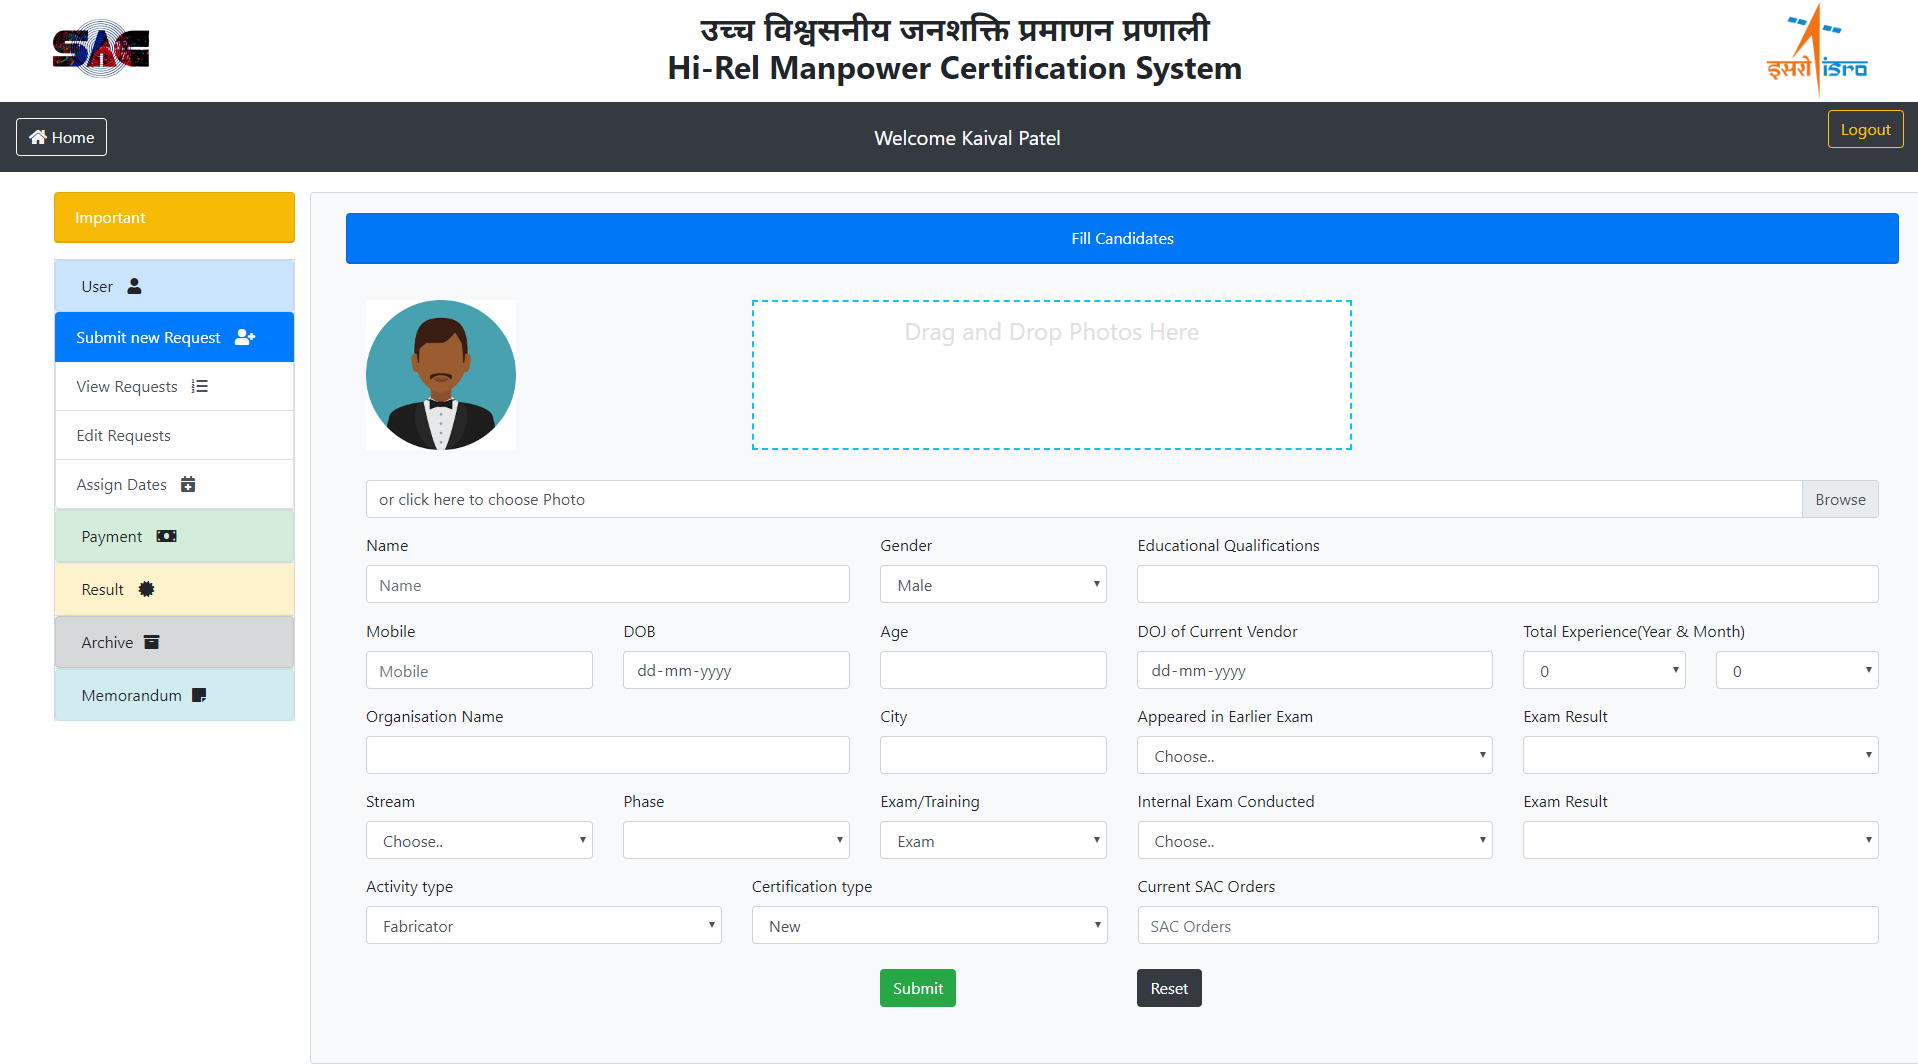 SAC
उच्च विश्वसनीय जनशक्ति प्रमाणन प्रणाली
Hi-Rel Manpower Certification System
इसरो isro
Home
Welcome Kaival Patel
Logout
Important
User
Submit new Request
View Requests
Edit Requests
Assign Dates
Payment
Result
Archive
Memorandum
Fill Candidates
Drag and Drop Photos Here
or click here to choose Photo Browse
Name Gender Educational Qualifications
Name Male
Mobile DOB Age DOJ of Current Vendor Total Experience(Year & Month)
Mobile dd-mm-yyyy dd-mm-yyyy 0 0
Organisation Name City Appeared in Earlier Exam Exam Result
Choose..
Stream Phase Exam/Training Internal Exam Conducted Exam Result
Choose.. Exam Choose..
Activity type Certification type Current SAC Orders
Fabricator New SAC Orders
Submit Reset